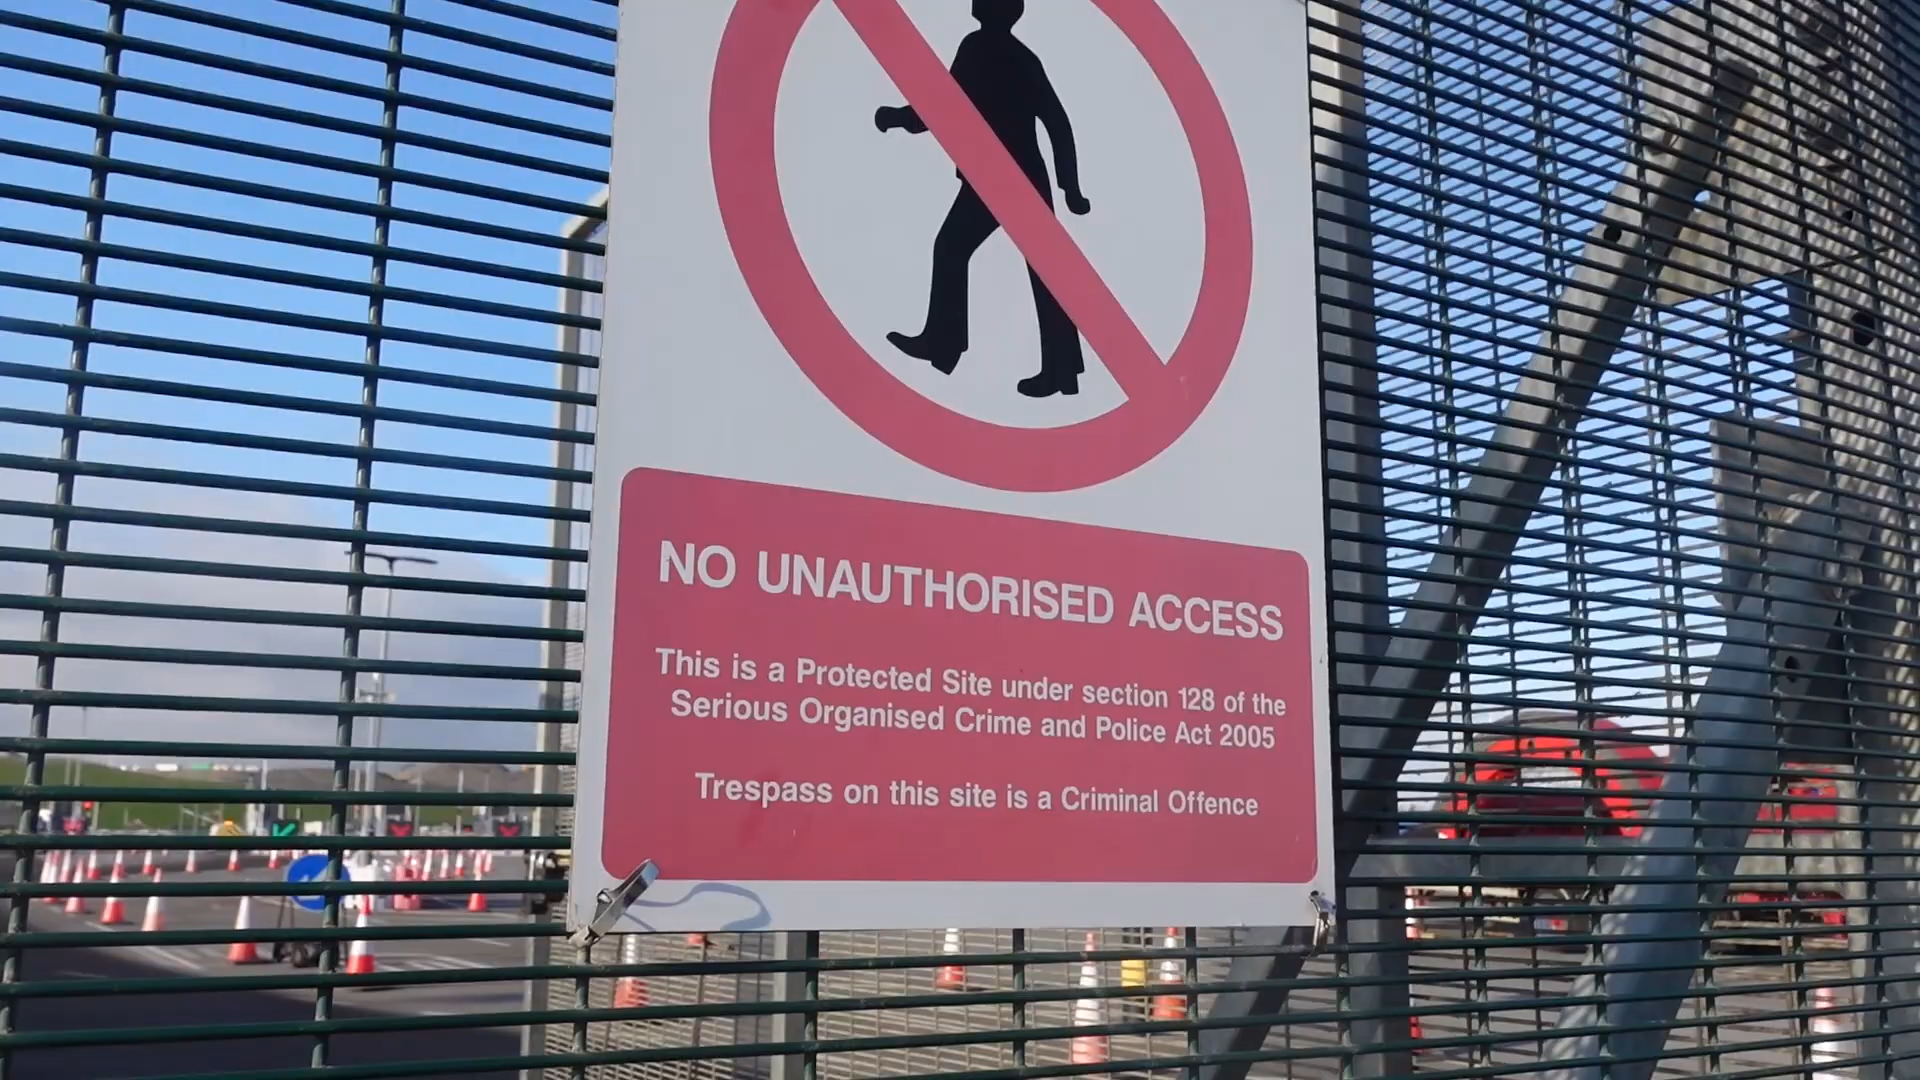 NO UNAUTHORISED ACCESS
This is a Protected Site under section 128 of the
Serious Organised Crime and Police Act 2005
Trespass on this site is a Criminal Offence